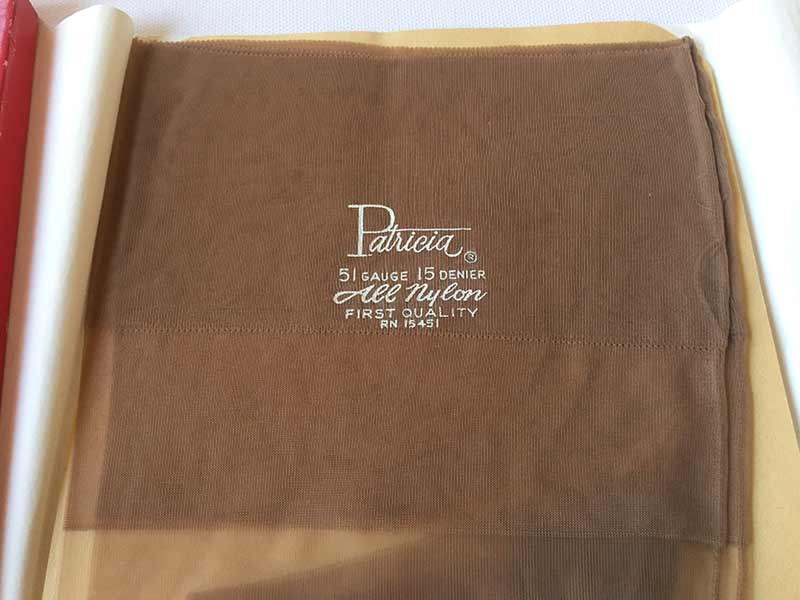 Patricia ®
51 GAUGE 15 DENIER
All Nylon
FIRST QUALITY
RN 15451